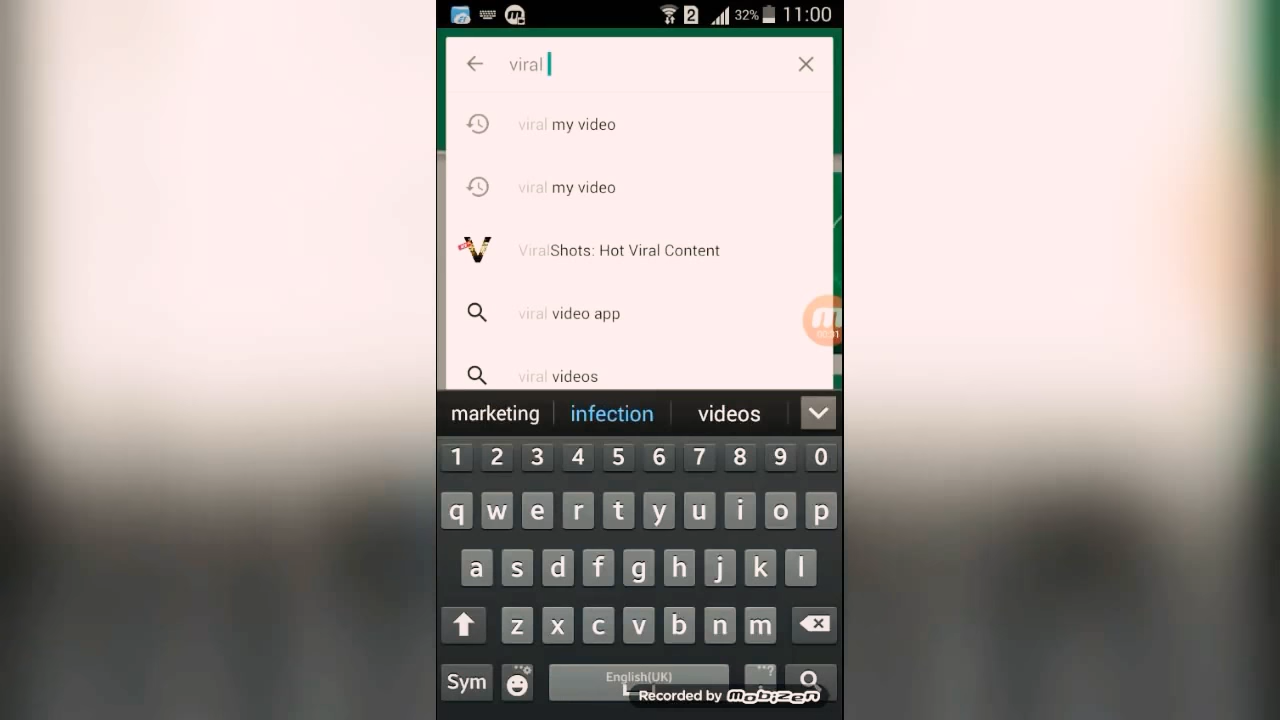 2 32% 11:00
viral
viral my video
viral my video
ViralShots: Hot Viral Content
viral video app
viral videos
marketing infection videos
1 2 3 4 5 6 7 8 9 0
q w e r t y u i o p
a s d f g h j k l
z x c v b n m
Sym English(UK)
Recorded by mobizen